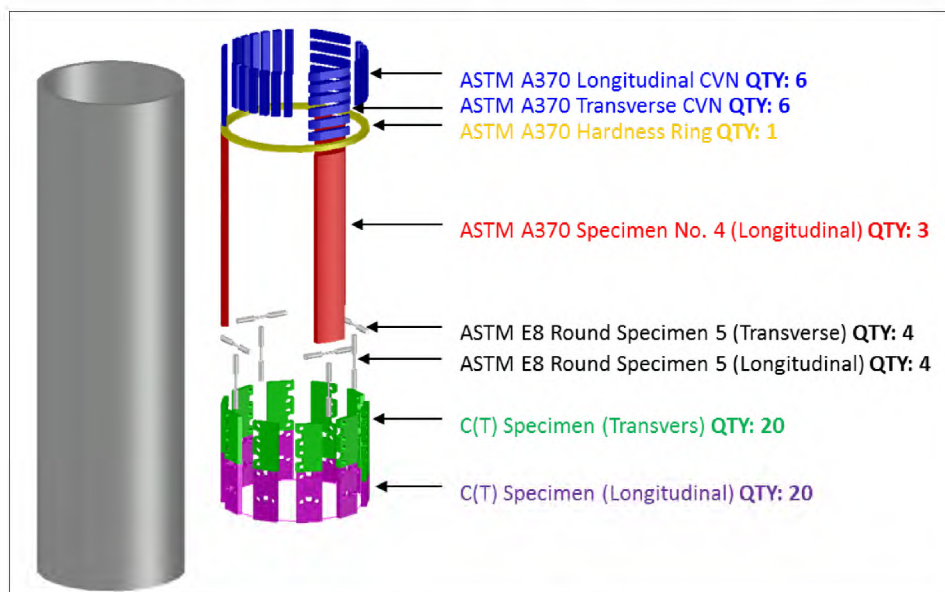 ASTM A370 Longitudinal CVN QTY: 6
ASTM A370 Transverse CVN QTY: 6
ASTM A370 Hardness Ring QTY: 1
ASTM A370 Specimen No. 4 (Longitudinal) QTY: 3
ASTM E8 Round Specimen 5 (Transverse) QTY: 4
ASTM E8 Round Specimen 5 (Longitudinal) QTY: 4
C(T) Specimen (Transvers) QTY: 20
C(T) Specimen (Longitudinal) QTY: 20